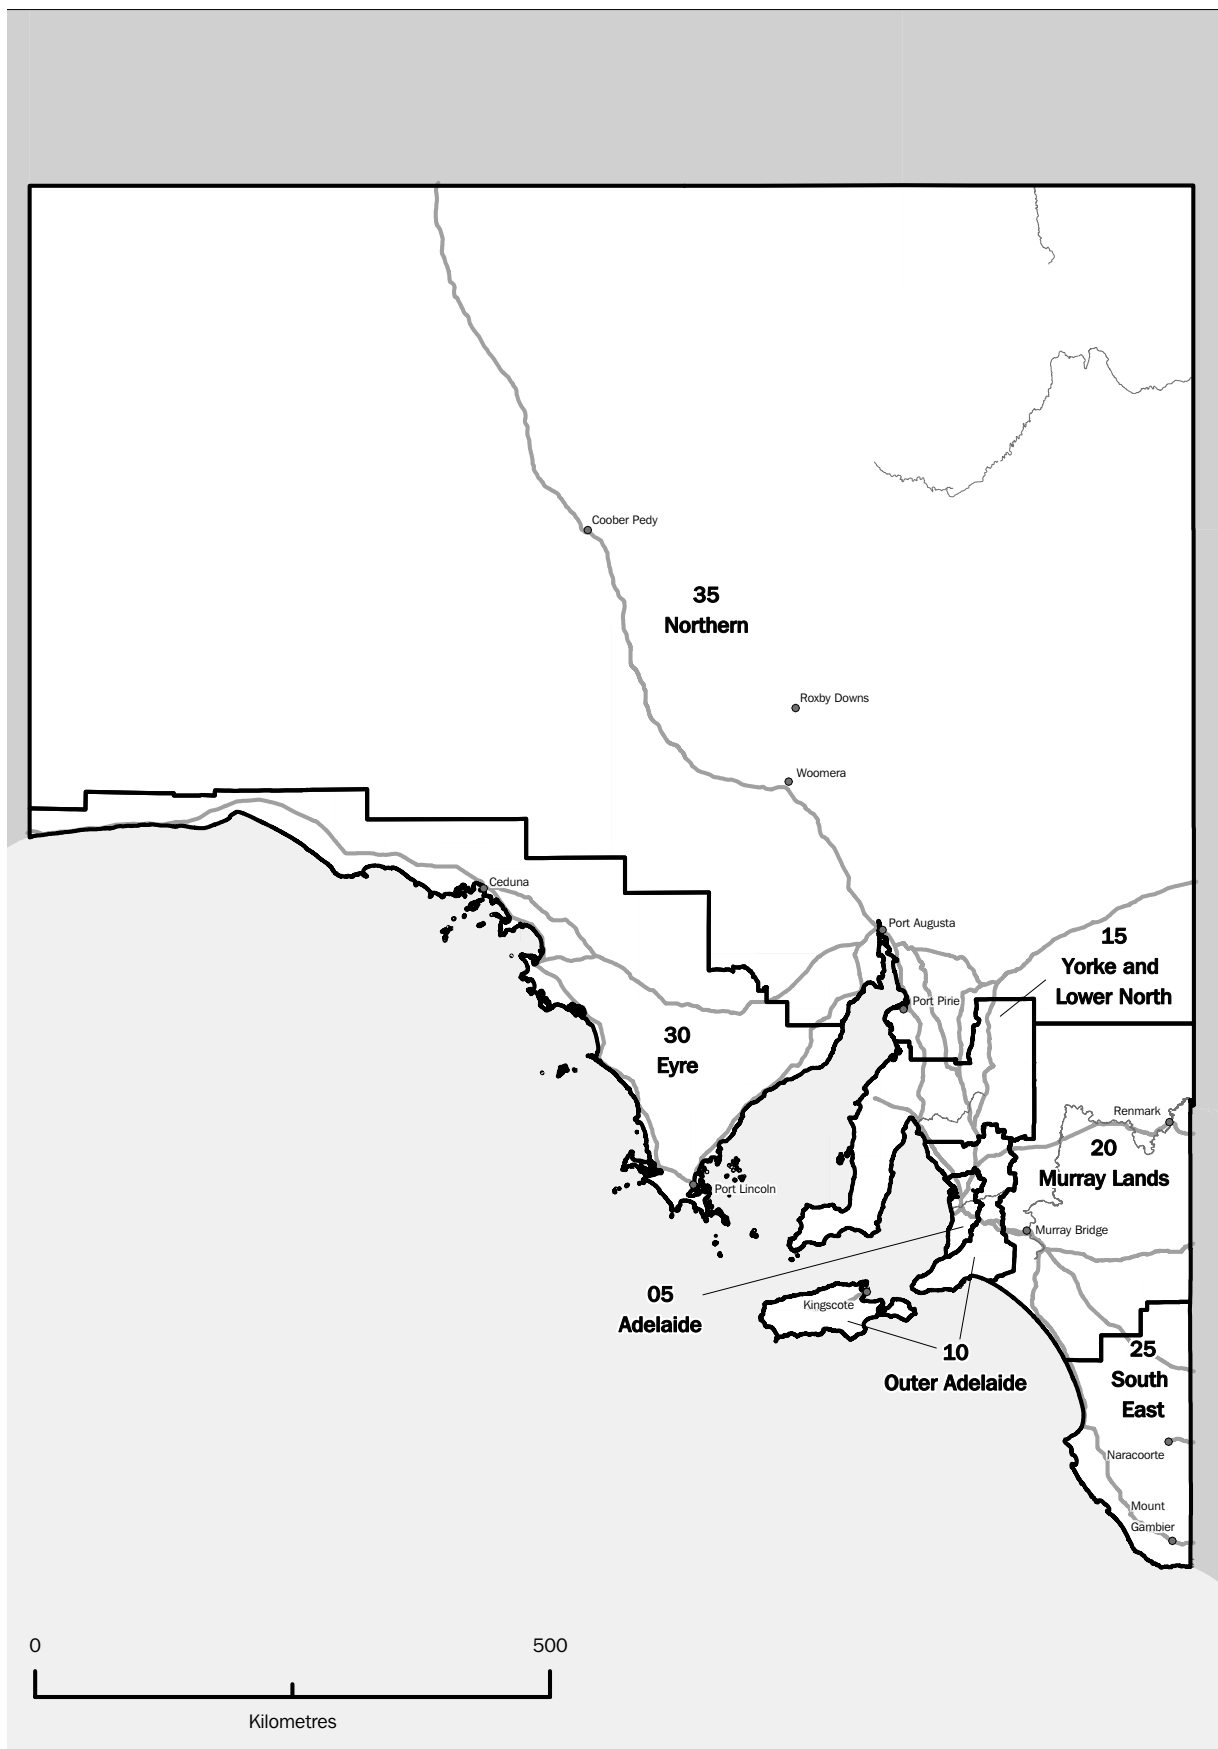 Coober Pedy
35
Northern
Roxby Downs
Woomera
Ceduna
Port Augusta
15
Yorke and
Lower North
Port Pirie
30
Eyre
Renmark
20
Murray Lands
Port Lincoln
Murray Bridge
05
Adelaide
Kingscote
10
Outer Adelaide
25
South
East
Naracoorte
Mount
Gambier
0 500
Kilometres